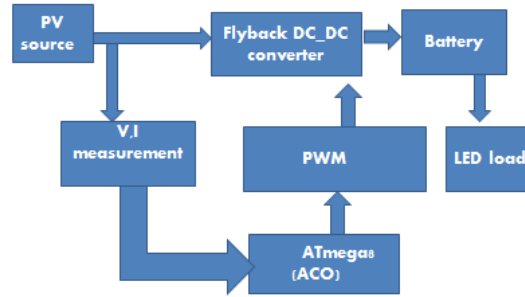 PV
source
Flyback DC_DC
converter
Battery
V,I
measurement
PWM
LED load
ATmega8
(ACO)